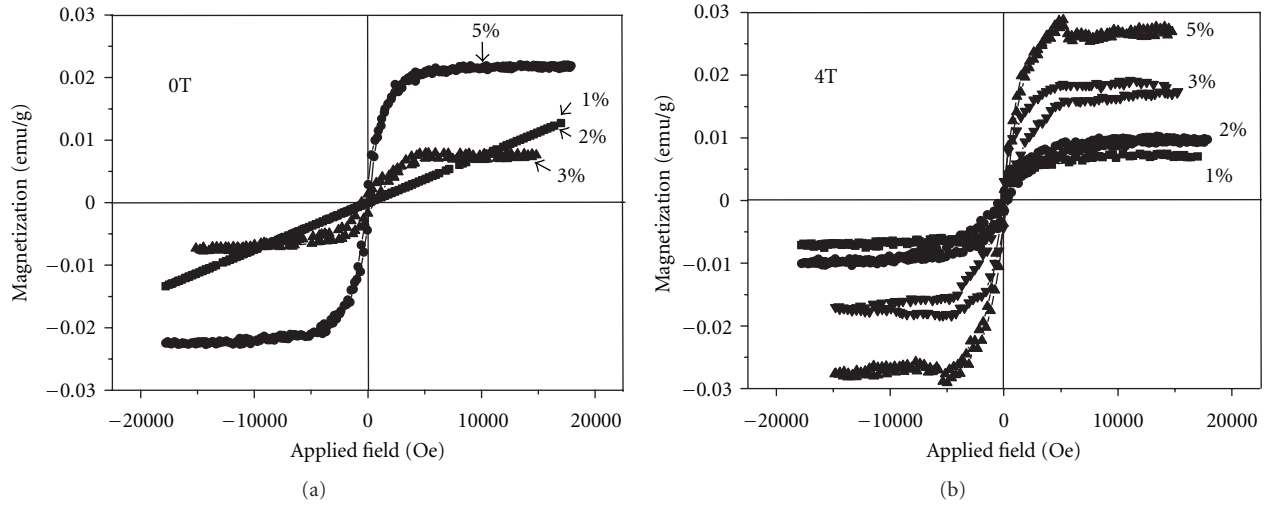 0.03
0.02
0.01
0
−0.01
−0.02
−0.03
Magnetization (emu/g)
0T
5%
1%
2%
3%
−20000 −10000 0 10000 20000
Applied field (Oe)
(a)
0.03
0.02
0.01
0
−0.01
−0.02
−0.03
Magnetization (emu/g)
4T
5%
3%
2%
1%
−20000 −10000 0 10000 20000
Applied field (Oe)
(b)